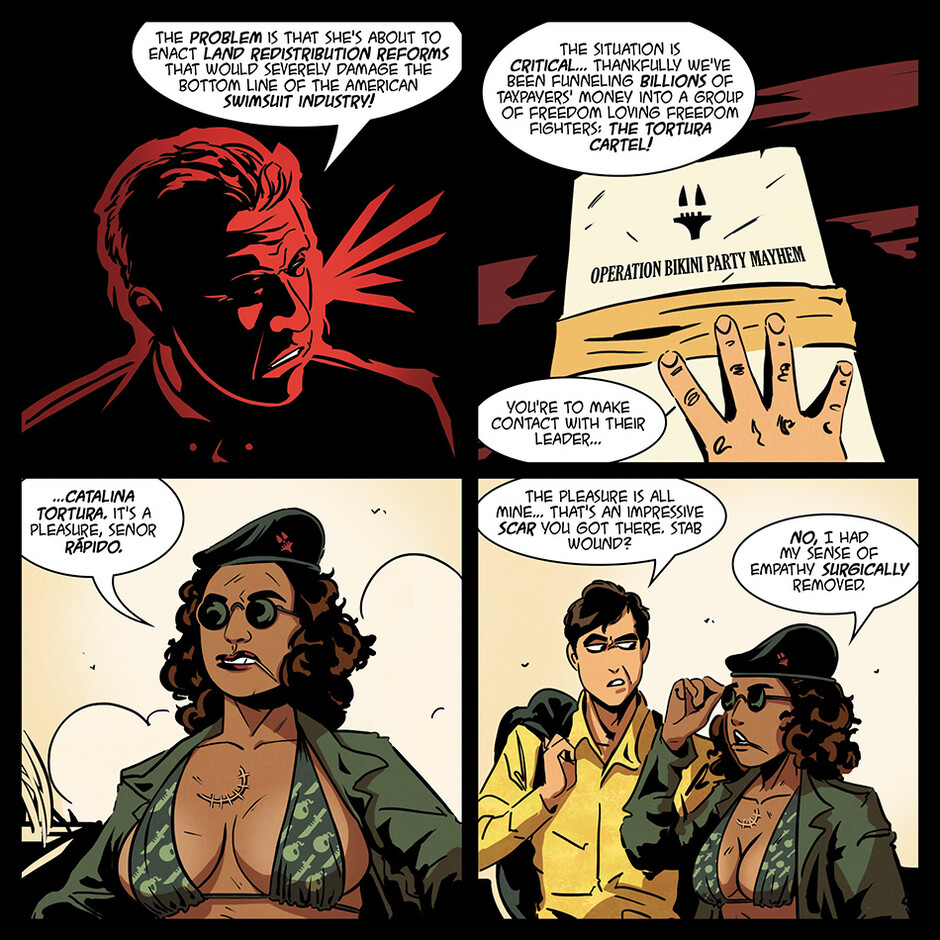 THE PROBLEM IS THAT SHE'S ABOUT TO
ENACT LAND REDISTRIBUTION REFORMS
THAT WOULD SEVERELY DAMAGE THE
BOTTOM LINE OF THE AMERICAN
SWIMSUIT INDUSTRY!
THE SITUATION IS
CRITICAL... THANKFULLY WE'VE
BEEN FUNNELING BILLIONS OF
TAXPAYERS' MONEY INTO A GROUP
OF FREEDOM LOVING FREEDOM
FIGHTERS: THE TORTURA
CARTEL!
OPERATION BIKINI PARTY MAYHEM
YOU'RE TO MAKE
CONTACT WITH THEIR
LEADER...
...CATALINA
TORTURA. IT'S A
PLEASURE, SENOR
RÁPIDO.
THE PLEASURE IS ALL
MINE... THAT'S AN IMPRESSIVE
SCAR YOU GOT THERE. STAB
WOUND?
NO, I HAD
MY SENSE OF
EMPATHY SURGICALLY
REMOVED.